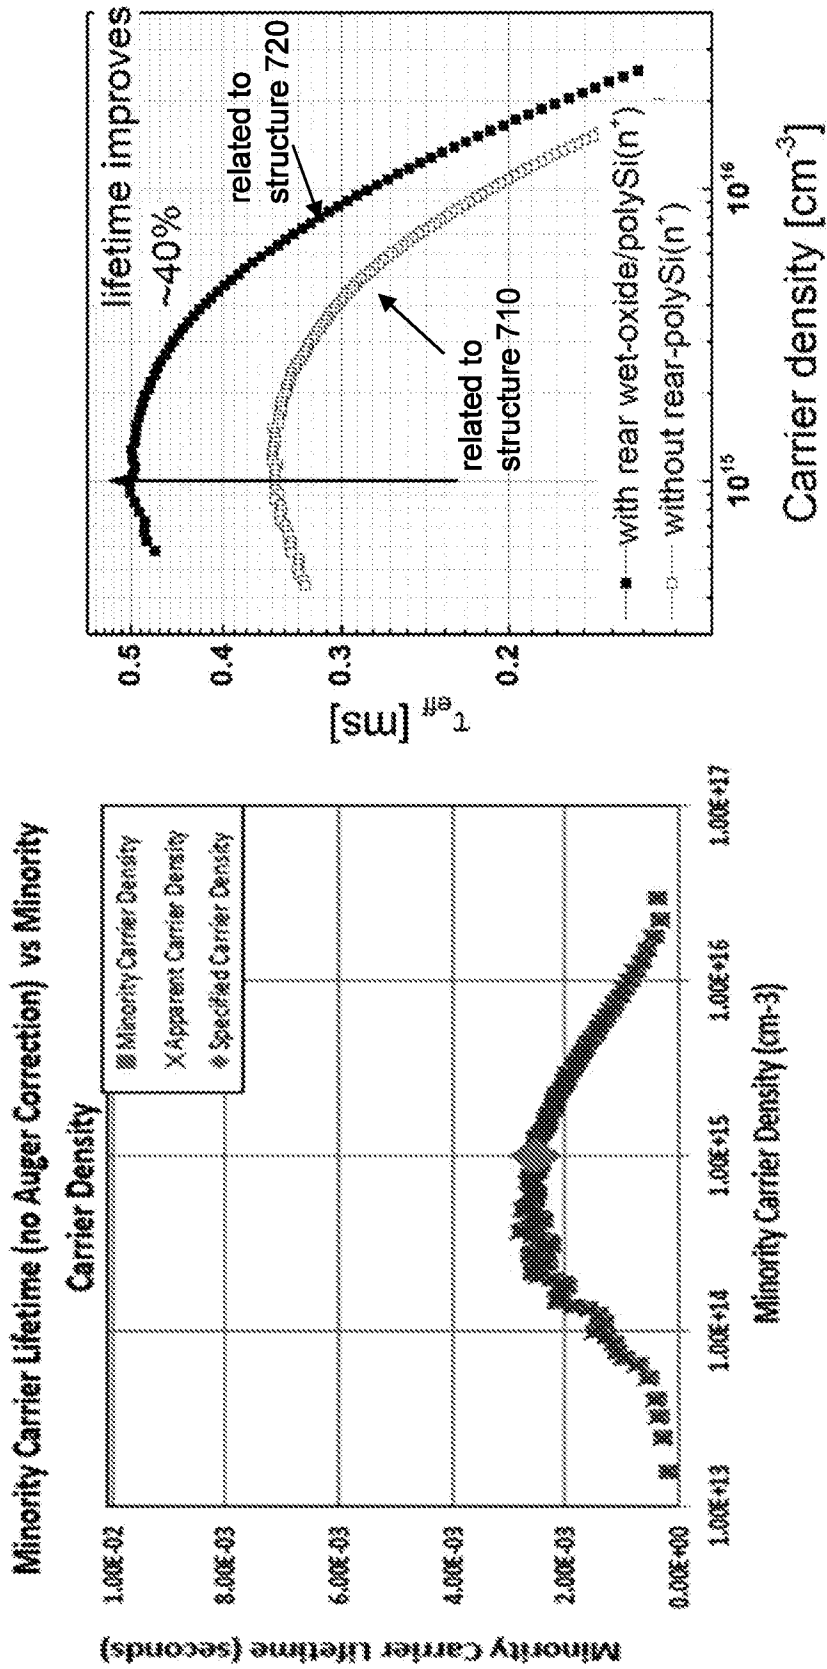 Minority Carrier Lifetime (no Auger Correction) vs Minority
Carrier Density
Minority Carrier Lifetime (seconds)
1.00E-02
8.00E-03
6.00E-03
4.00E-03
2.00E-03
0.00E+00
Minority Carrier Density
Apparent Carrier Density
Specified Carrier Density
1.00E+13
1.00E+14
1.00E+15
1.00E+16
1.00E+17
Minority Carrier Density (cm-3)
τeff [ms]
0.5
0.4
0.3
0.2
lifetime improves
~40%
related to
structure 720
related to
structure 710
with rear wet-oxide/polySi(n⁺)
without rear-polySi(n⁺)
10¹⁵
10¹⁶
Carrier density [cm⁻³]